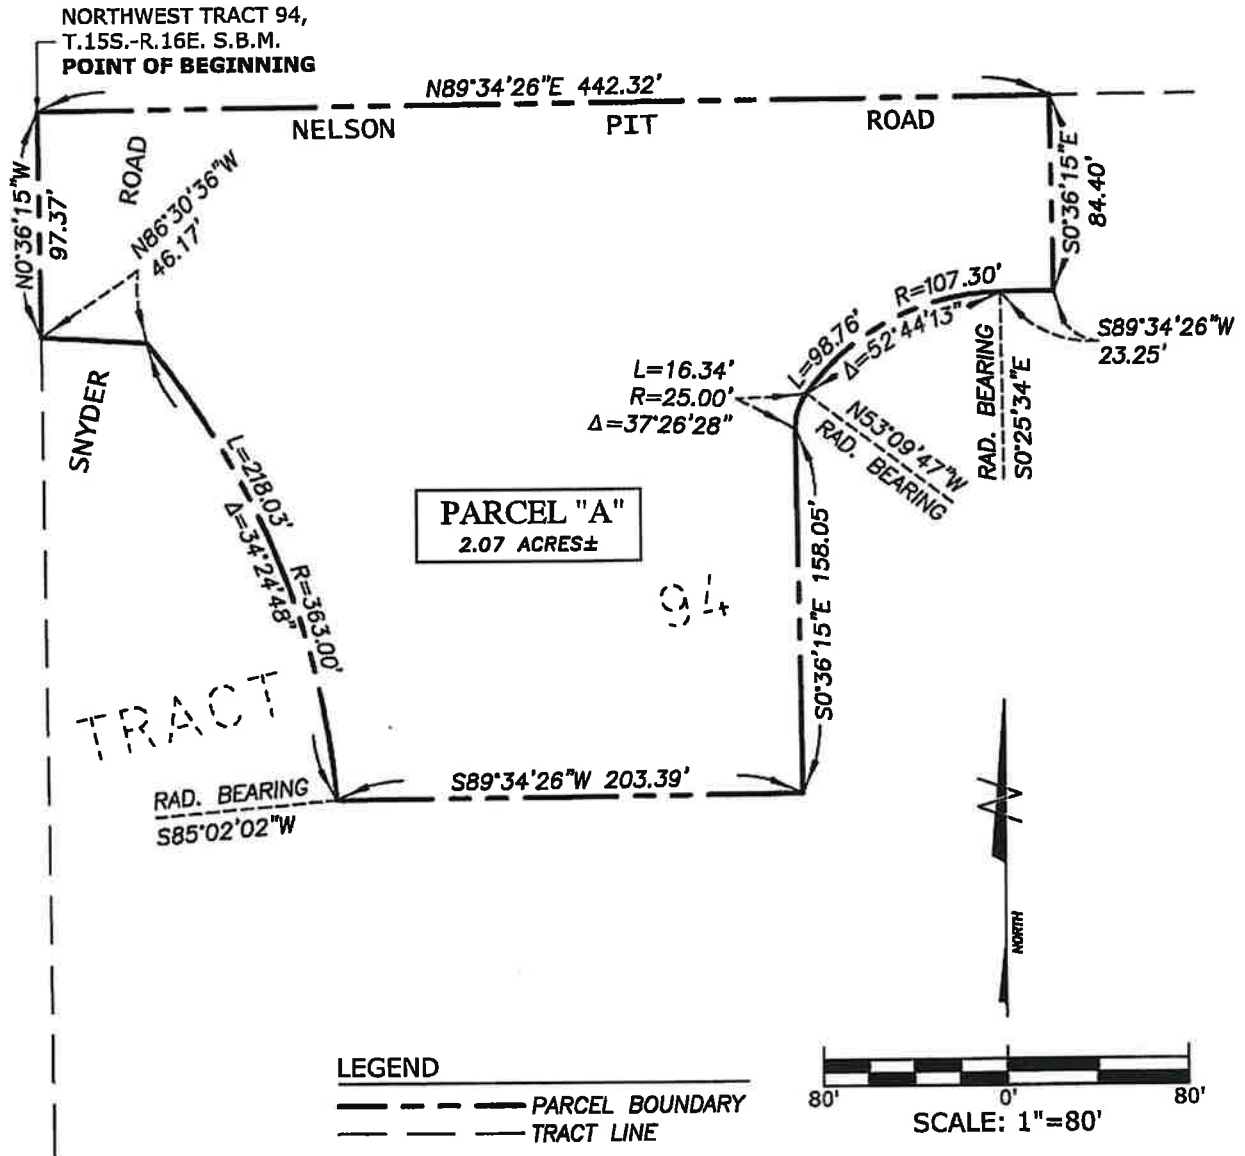 NORTHWEST TRACT 94,
T.15S.-R.16E. S.B.M.
POINT OF BEGINNING
N89°34'26"E 442.32'
NELSON PIT ROAD
N0°36'15"W
97.37'
ROAD
N86°30'36"W
46.17'
S0°36'15"E
84.40'
R=107.30'
L=98.76'
Δ=52°44'13"
S89°34'26"W
23.25'
L=16.34'
R=25.00'
Δ=37°26'28"
N53°09'47"W
RAD. BEARING
RAD. BEARING
S0°25'34"E
SNYDER
L=218.03'
Δ=34°24'48"
R=363.00'
PARCEL "A"
2.07 ACRES±
94
S0°36'15"E 158.05'
TRACT
S89°34'26"W 203.39'
RAD. BEARING
S85°02'02"W
N
NORTH
LEGEND
PARCEL BOUNDARY
TRACT LINE
80' 0' 80'
SCALE: 1"=80'